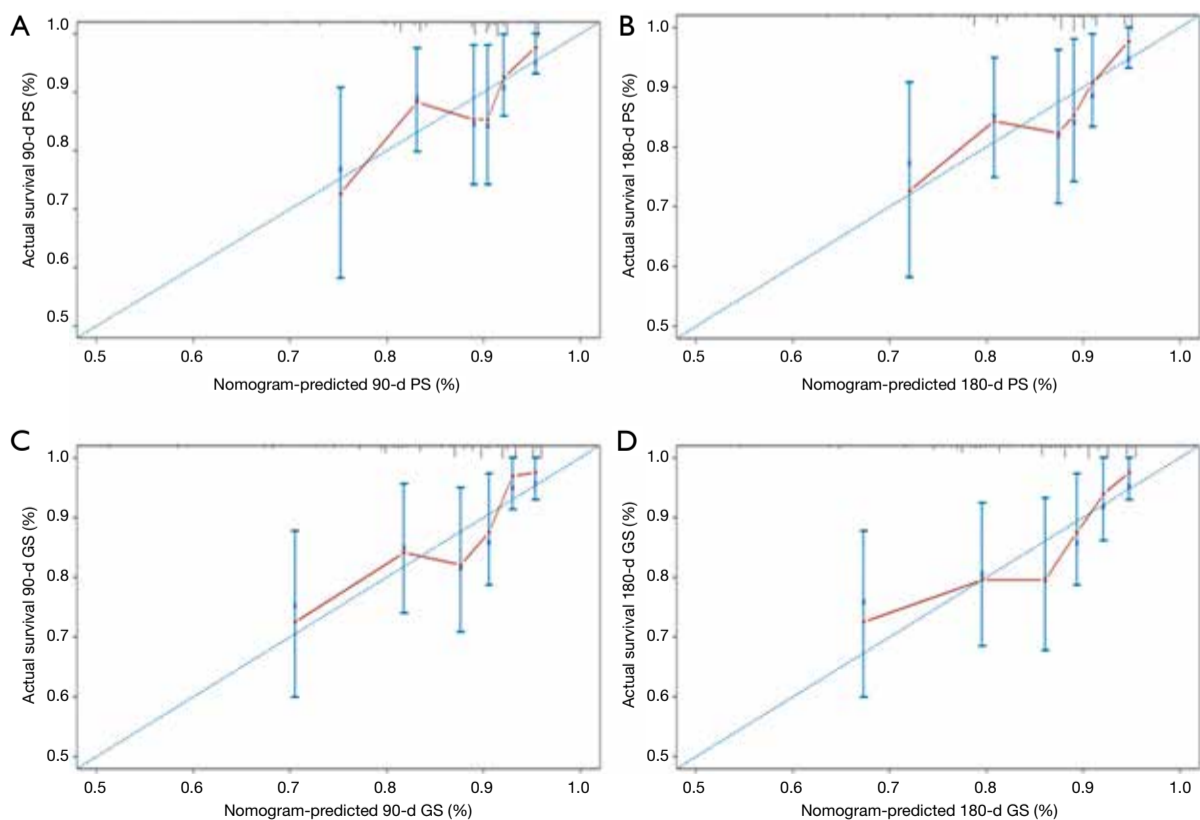 A
Actual survival 90-d PS (%)
1.0
0.9
0.8
0.7
0.6
0.5
0.5 0.6 0.7 0.8 0.9 1.0
Nomogram-predicted 90-d PS (%)
B
Actual survival 180-d PS (%)
1.0
0.9
0.8
0.7
0.6
0.5
0.5 0.6 0.7 0.8 0.9 1.0
Nomogram-predicted 180-d PS (%)
C
Actual survival 90-d GS (%)
1.0
0.9
0.8
0.7
0.6
0.5
0.5 0.6 0.7 0.8 0.9 1.0
Nomogram-predicted 90-d GS (%)
D
Actual survival 180-d GS (%)
1.0
0.9
0.8
0.7
0.6
0.5
0.5 0.6 0.7 0.8 0.9 1.0
Nomogram-predicted 180-d GS (%)